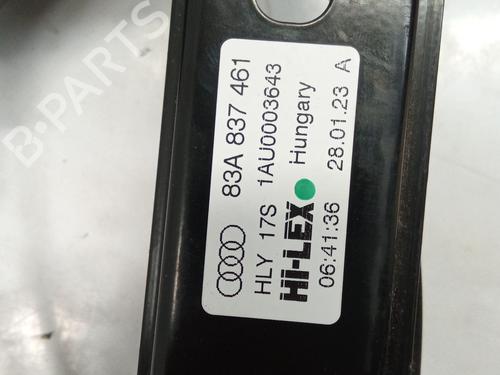 83A 837 461
HLY 17S 1AU0003643
Hi-LEX Hungary
06:41:36 28.01.23 A
B-PARTS